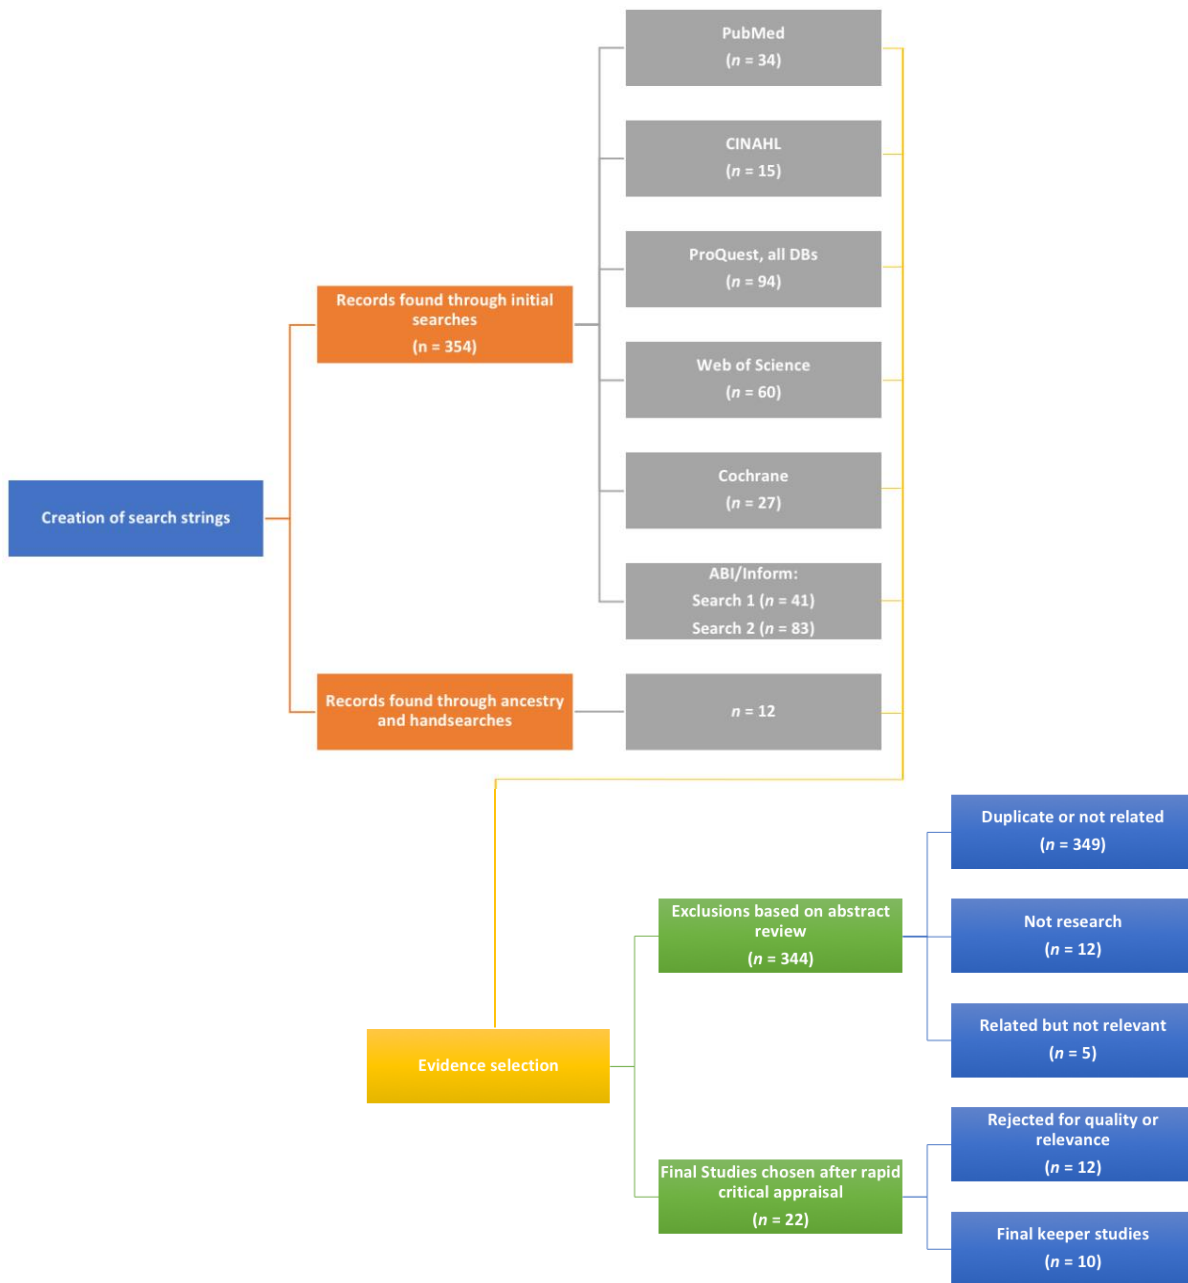 PubMed
(n = 34)
CINAHL
(n = 15)
ProQuest, all DBs
(n = 94)
Records found through initial
searches
(n = 354)
Web of Science
(n = 60)
Cochrane
(n = 27)
Creation of search strings
ABI/Inform:
Search 1 (n = 41)
Search 2 (n = 83)
Records found through ancestry
and handsearches
n = 12
Duplicate or not related
(n = 349)
Exclusions based on abstract
review
(n = 344)
Not research
(n = 12)
Related but not relevant
(n = 5)
Evidence selection
Rejected for quality or
relevance
(n = 12)
Final Studies chosen after rapid
critical appraisal
(n = 22)
Final keeper studies
(n = 10)